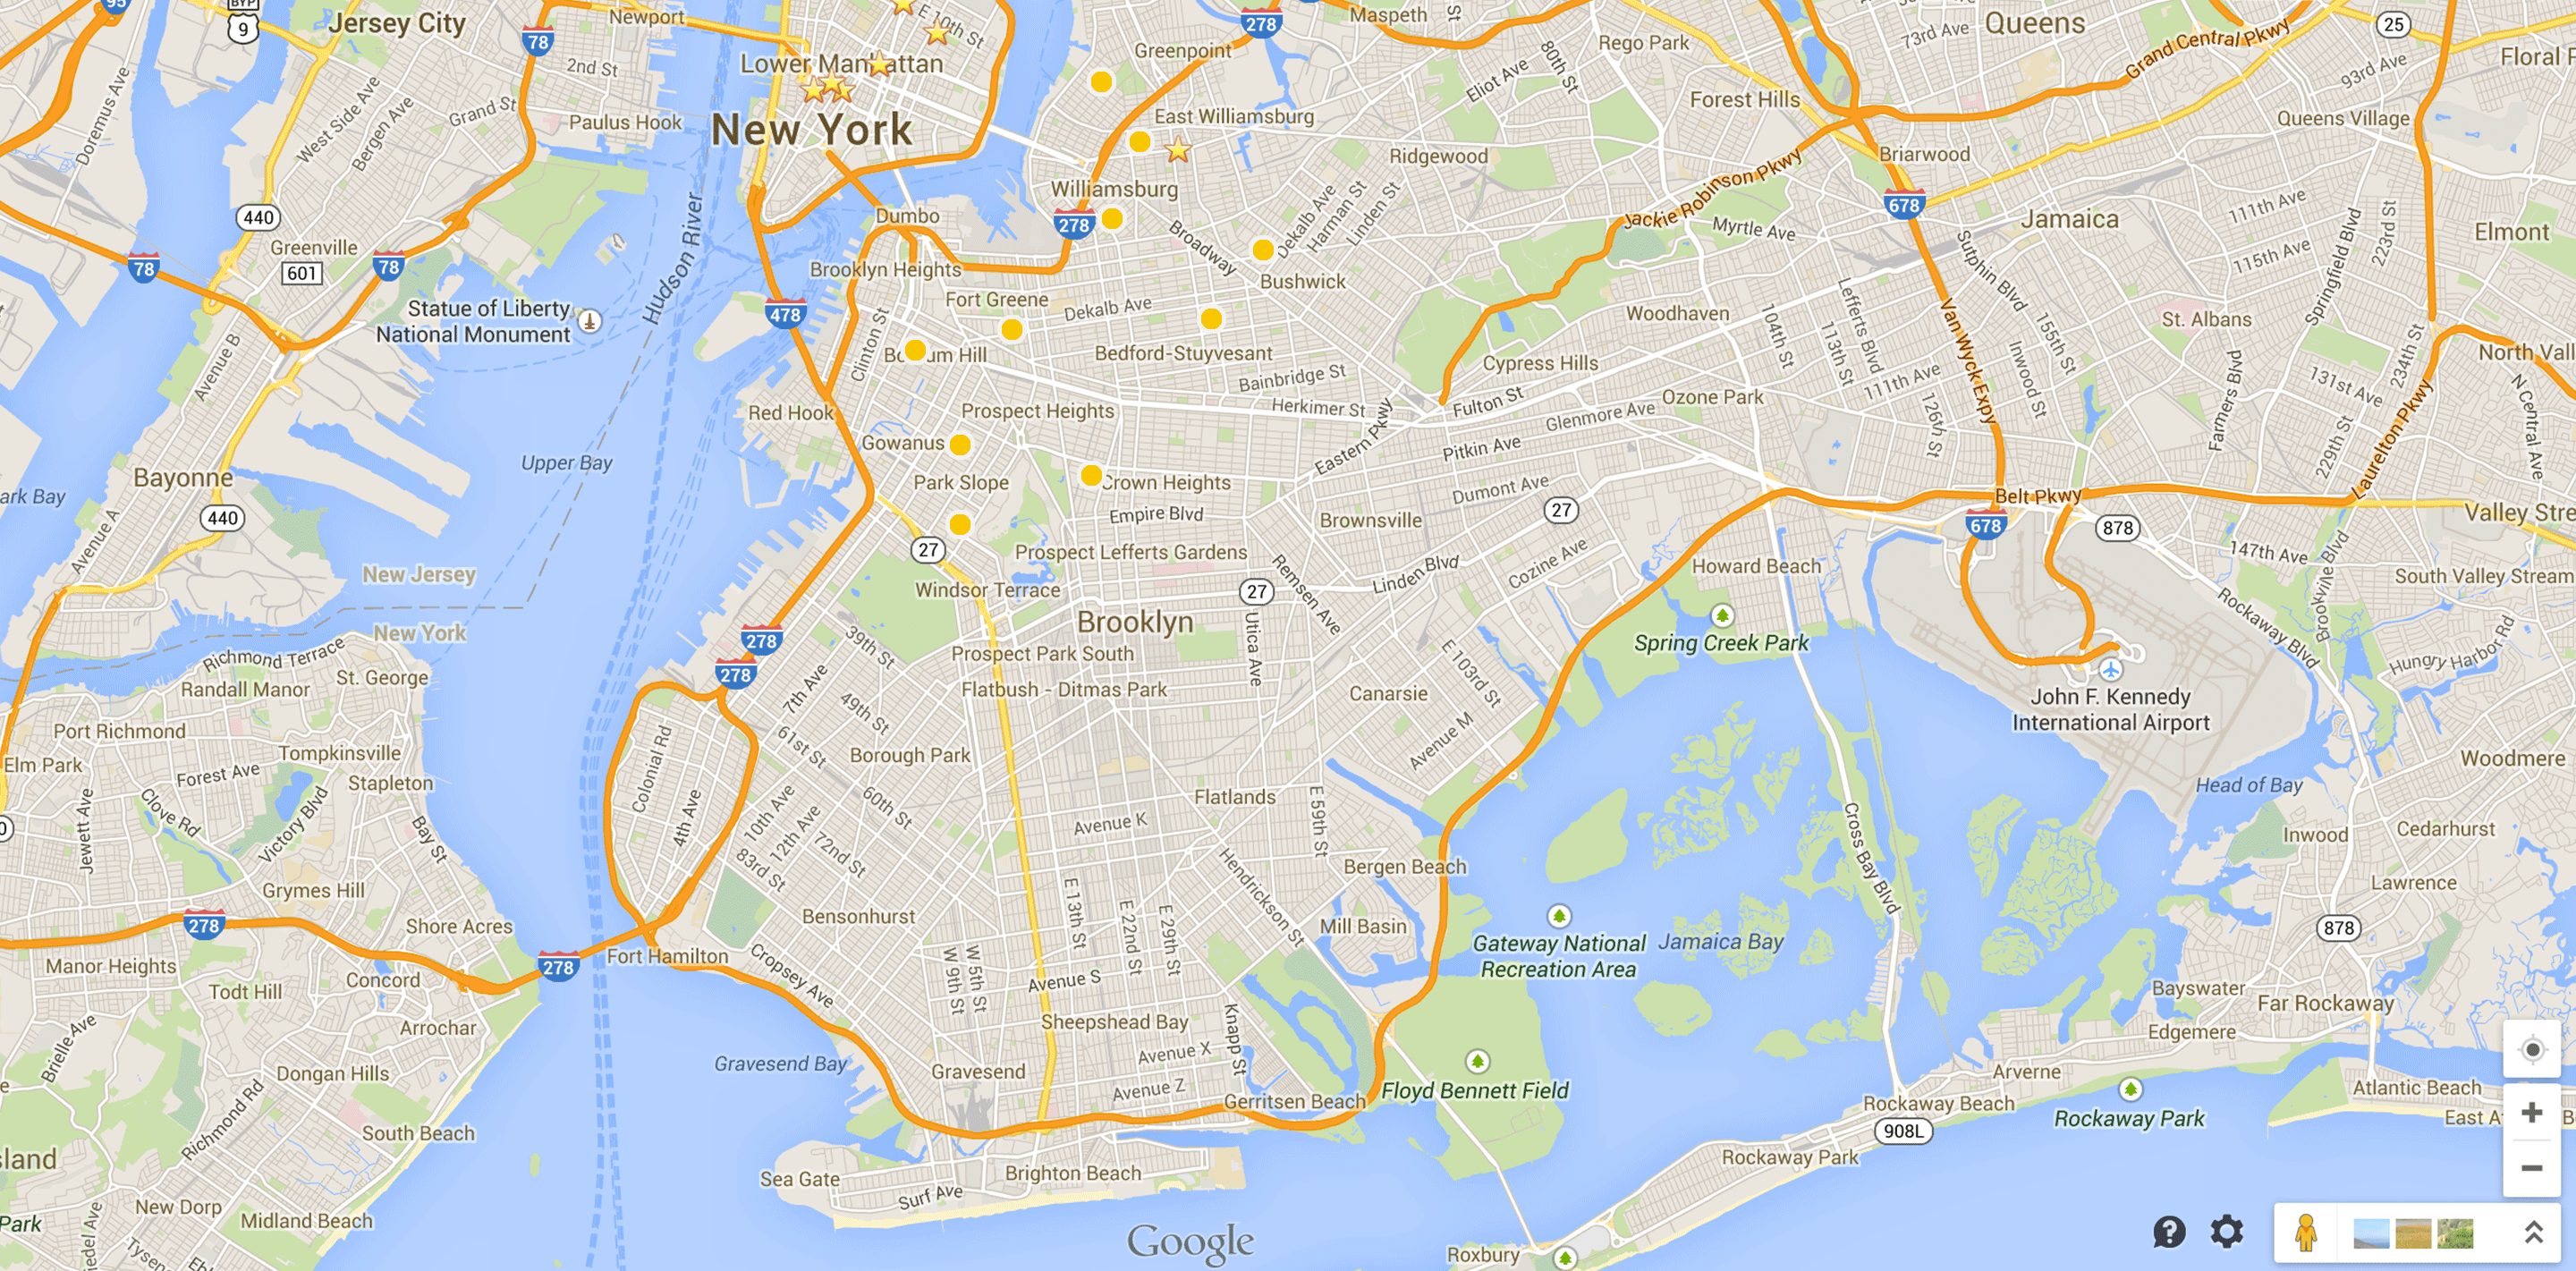 95
BYP
9
Jersey City
78
Newport
E 10th St
278
Maspeth
St
Greenpoint
80th St
Rego Park
73rd Ave
Queens
Grand Central Pkwy
25
Floral
Lower Manhattan
2nd St
Doremus Ave
West Side Ave
Bergen Ave
Grand St
Paulus Hook
New York
East Williamsburg
Eliot Ave
Forest Hills
93rd Ave
Queens Village
Ridgewood
Briarwood
Jackie Robinson Pkwy
678
Williamsburg
Dumbo
278
Broadway
Dekalb Ave
Harman St
Linden St
Myrtle Ave
Jamaica
111th Ave
115th Ave
Springfield Blvd
223rd St
Elmont
440
Greenville
601
78
78
Hudson River
Brooklyn Heights
Bushwick
Sutphin Blvd
Statue of Liberty
National Monument
478
Fort Greene
Dekalb Ave
Woodhaven
104th St
Lefferts Blvd
113th St
Van Wyck Expy
155th St
Inwood St
St. Albans
Avenue B
Clinton St
Bedford-Stuyvesant
Cypress Hills
111th Ave
Farmers Blvd
131st Ave
234th St
Bainbridge St
Herkimer St
Fulton St
Ozone Park
126th St
N Central Ave
Red Hook
Prospect Heights
Glenmore Ave
Laurelton Pkwy
Gowanus
Eastern Pkwy
Pitkin Ave
229th St
Upper Bay
Bayonne
Park Slope
Crown Heights
Dumont Ave
Belt Pkwy
440
Avenue A
Empire Blvd
Brownsville
27
678
878
27
Prospect Lefferts Gardens
Remsen Ave
Linden Blvd
Cozine Ave
Howard Beach
147th Ave
Brookville Blvd
South Valley Stream
New Jersey
New York
Windsor Terrace
27
Utica Ave
Rockaway Blvd
Brooklyn
Spring Creek Park
Hungry Harbor Rd
278
278
39th St
Prospect Park South
E 103rd St
Richmond Terrace
Randall Manor
St. George
7th Ave
49th St
Flatbush - Ditmas Park
Canarsie
John F. Kennedy
International Airport
Port Richmond
Elm Park
Tompkinsville
Forest Ave
Stapleton
Colonial Rd
61st St
Borough Park
Avenue M
Woodmere
Head of Bay
Jewett Ave
Clove Rd
Victory Blvd
Bay St
4th Ave
10th Ave
12th Ave
60th St
Flatlands
E 59th St
Avenue K
Cross Bay Blvd
Inwood
Cedarhurst
83rd St
72nd St
Grymes Hill
Hendrickson St
Bergen Beach
Lawrence
278
Shore Acres
Bensonhurst
E 13th St
E 22nd St
E 29th St
Mill Basin
Gateway National
Recreation Area
Jamaica Bay
878
Manor Heights
Concord
278
Fort Hamilton
Cropsey Ave
W 9th St
W 5th St
Avenue S
Todt Hill
Bayswater
Far Rockaway
Arrochar
Sheepshead Bay
Knapp St
Edgemere
Brielle Ave
Gravesend Bay
Gravesend
Avenue X
Avenue Z
Gerritsen Beach
Floyd Bennett Field
Arverne
Atlantic Beach
Dongan Hills
Rockaway Beach
Rockaway Park
East
Richmond Rd
South Beach
908L
Rockaway Park
Sea Gate
Surf Ave
Brighton Beach
New Dorp
Midland Beach
Park
Google
Roxbury